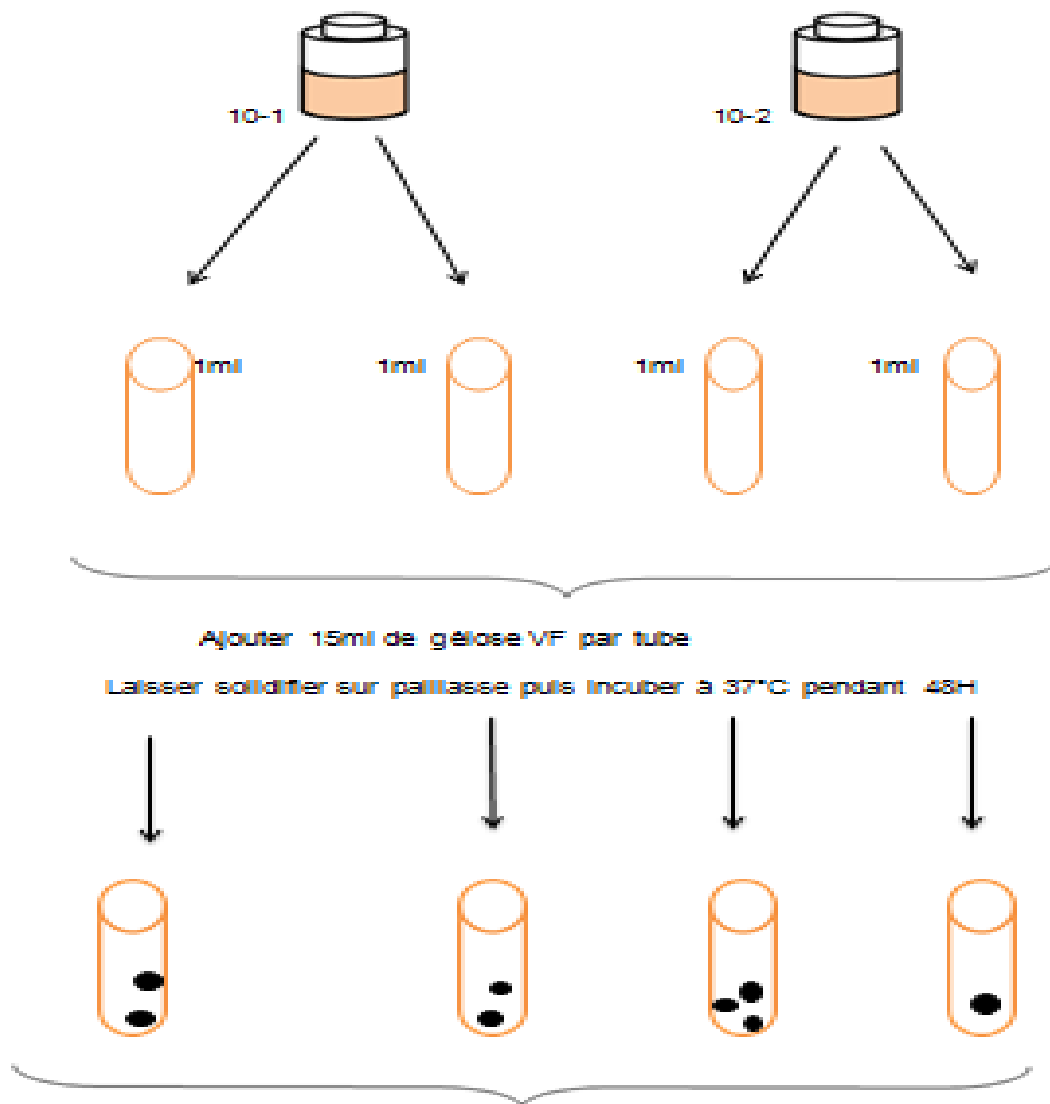 10-1
10-2
1ml
1ml
1ml
1ml
Ajouter 15ml de gélose VF par tube
Laisser solidifier sur paillasse puis incuber à 37°C pendant 48H